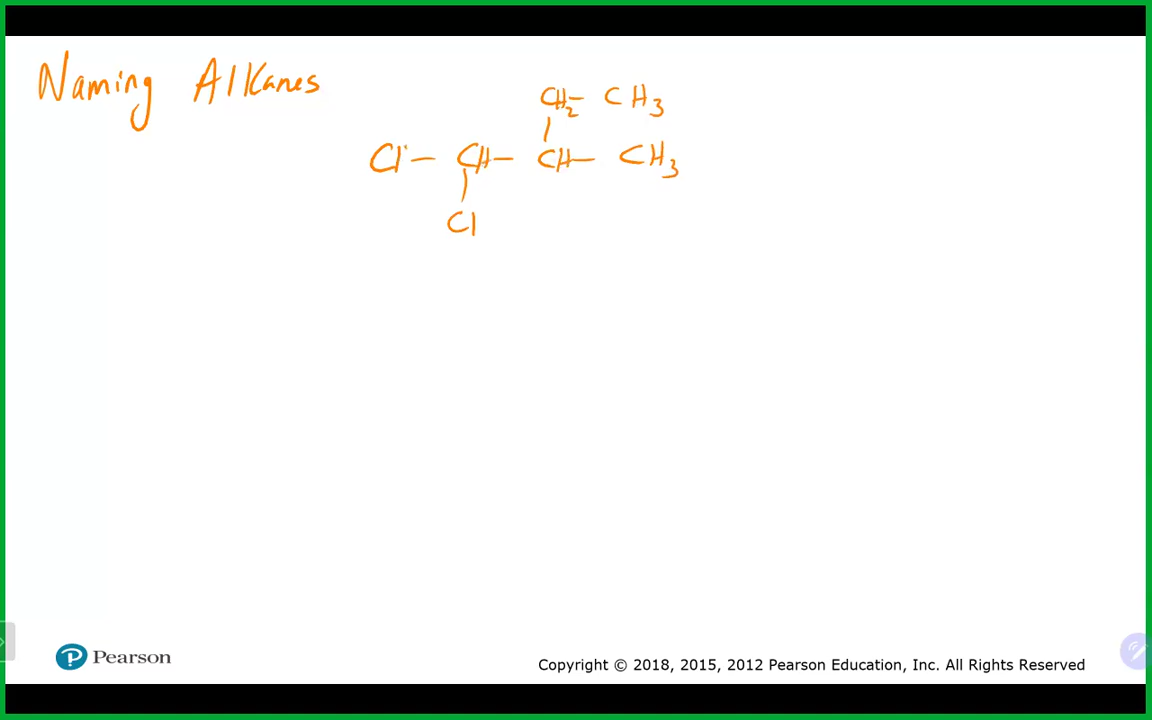 Naming Alkanes
CH₂- CH₃
|
Cl- CH- CH- CH₃
|
Cl
Pearson
Copyright © 2018, 2015, 2012 Pearson Education, Inc. All Rights Reserved